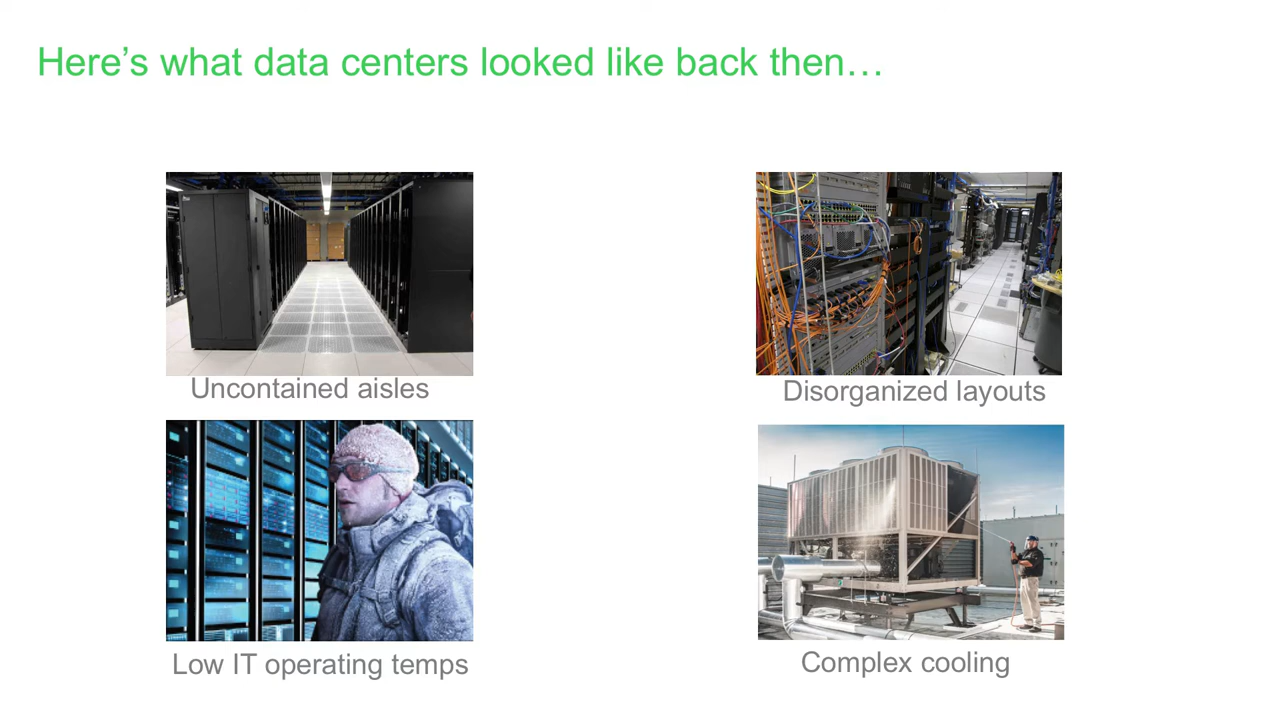 Here’s what data centers looked like back then…
Uncontained aisles
Disorganized layouts
Low IT operating temps
Complex cooling